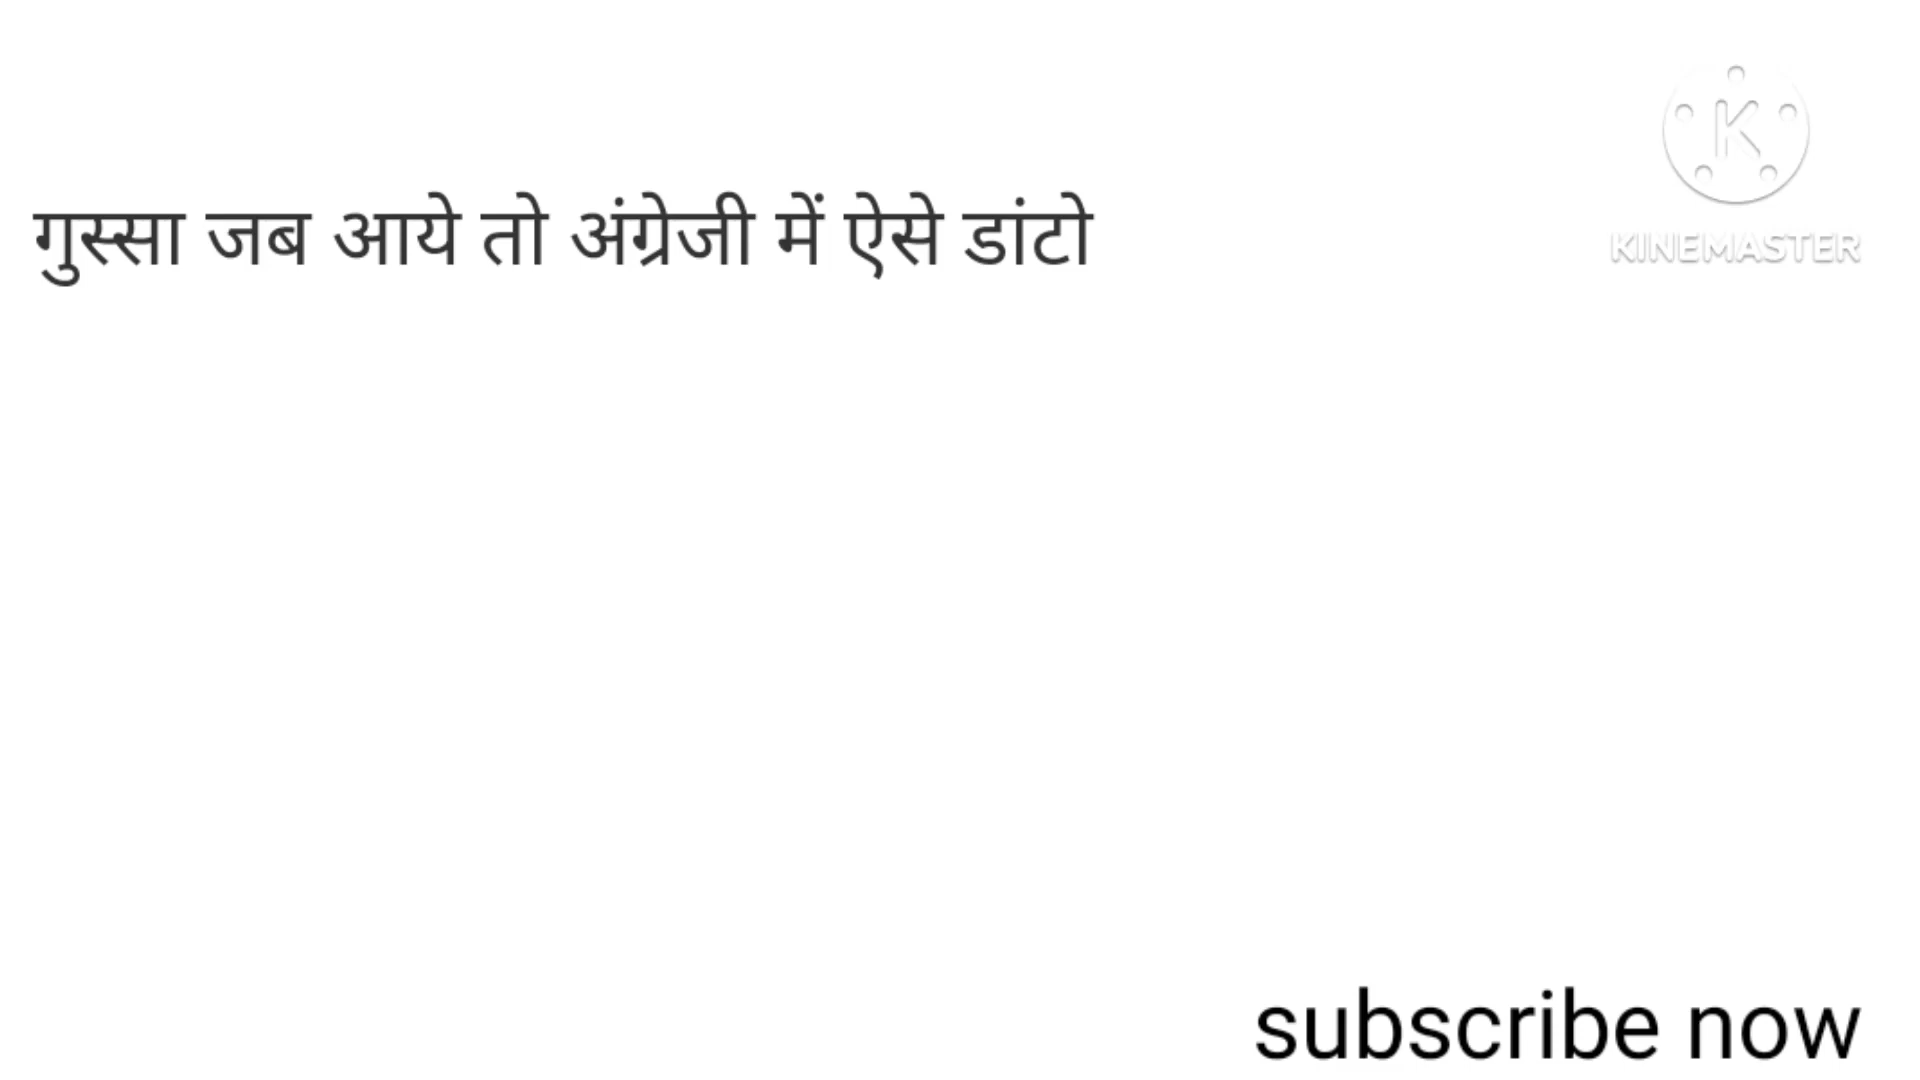 गुस्सा जब आये तो अंग्रेजी में ऐसे डांटो
K
KINEMASTER
subscribe now